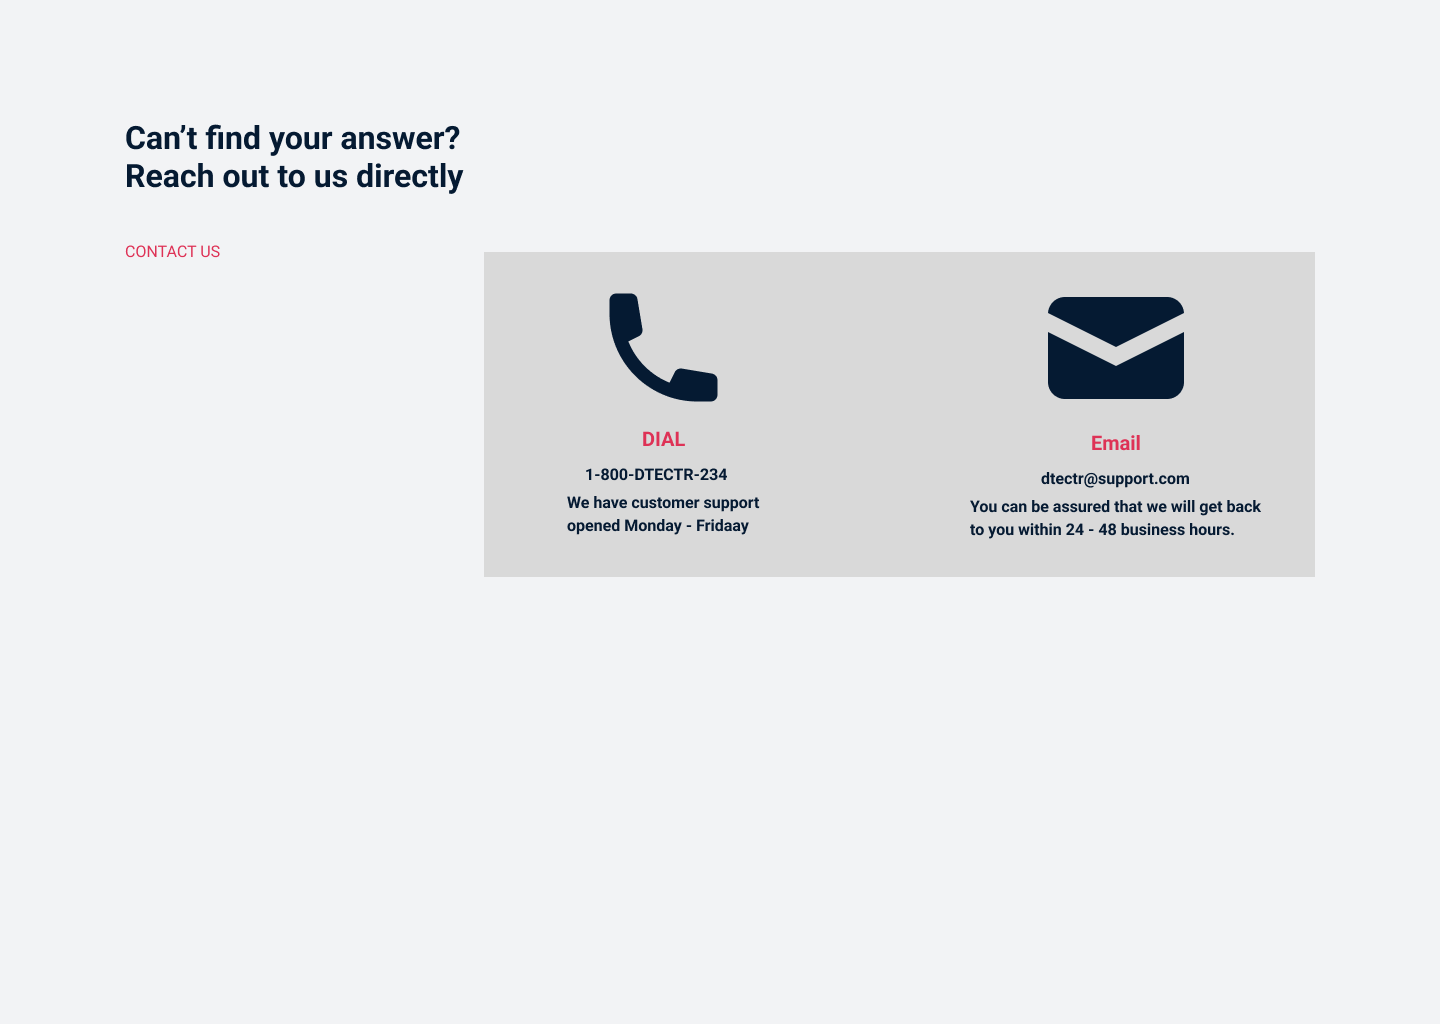 Can’t find your answer?
Reach out to us directly
CONTACT US
DIAL
1-800-DTECTR-234
We have customer support
opened Monday - Fridaay
Email
dtectr@support.com
You can be assured that we will get back
to you within 24 - 48 business hours.